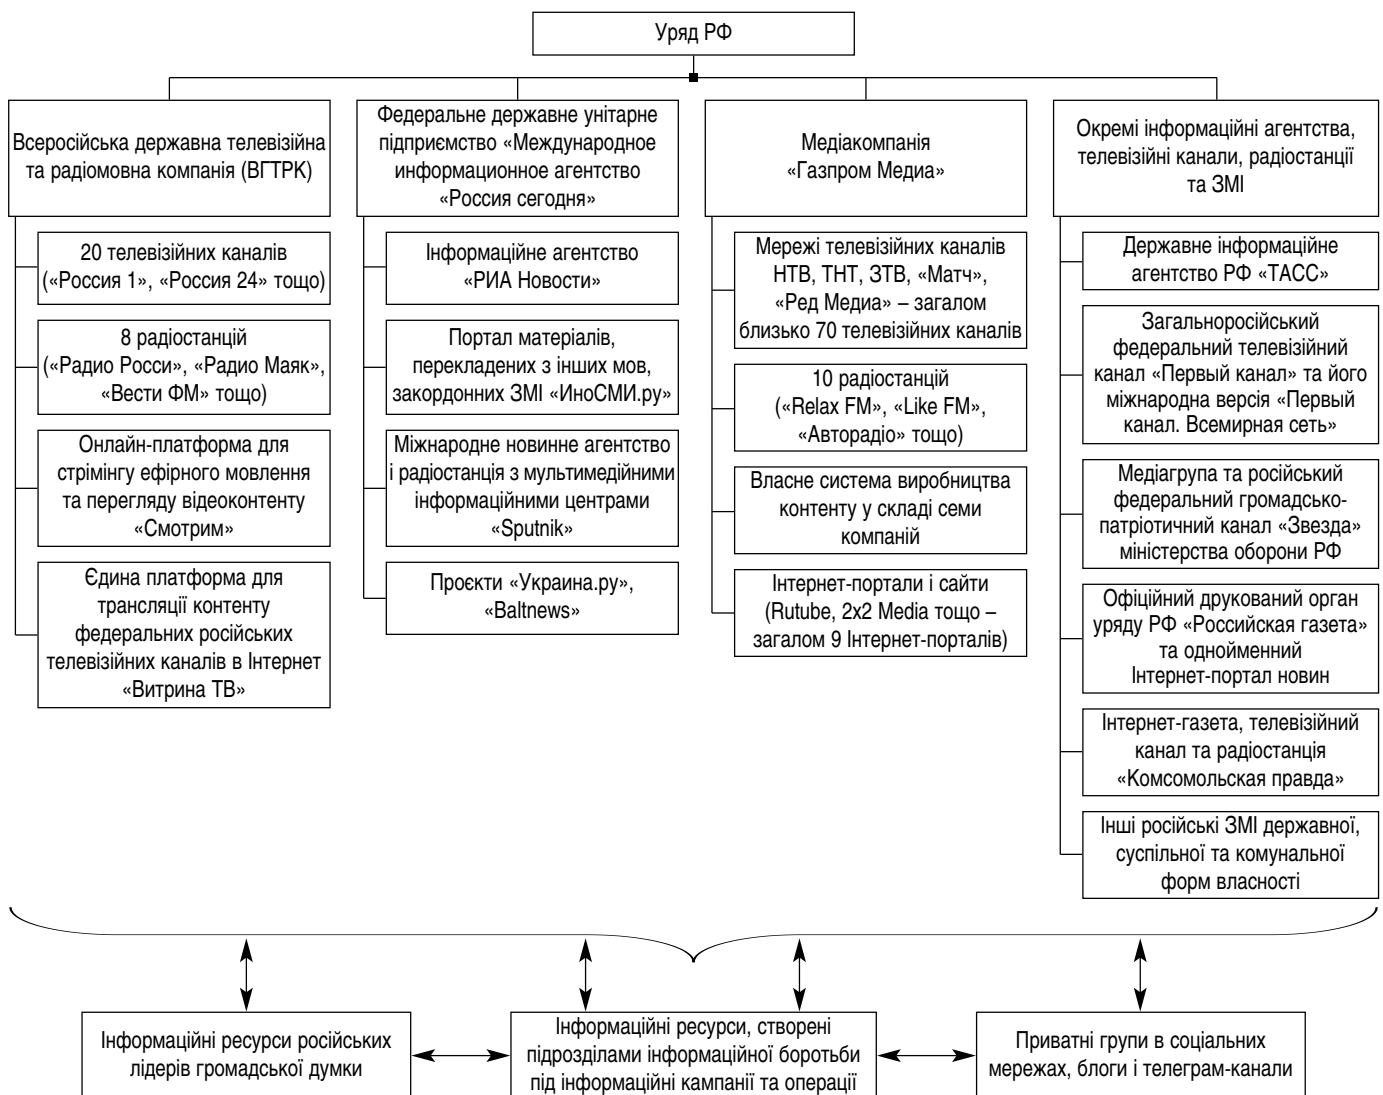 Уряд РФ
Всеросійська державна телевізійна
та радіомовна компанія (ВГТРК)
20 телевізійних каналів
(«Россия 1», «Россия 24» тощо)
8 радіостанцій
(«Радио Росси», «Радио Маяк»,
«Вести ФМ» тощо)
Онлайн-платформа для
стрімінгу ефірного мовлення
та перегляду відеоконтенту
«Смотрим»
Єдина платформа для
трансляції контенту
федеральних російських
телевізійних каналів в Інтернет
«Витрина ТВ»
Федеральне державне унітарне
підприємство «Международное
информационное агентство
«Россия сегодня»
Інформаційне агентство
«РИА Новости»
Портал матеріалів,
перекладених з інших мов,
закордонних ЗМІ «ИноСМИ.ру»
Міжнародне новинне агентство
і радіостанція з мультимедійними
інформаційними центрами
«Sputnik»
Проєкти «Украина.ру»,
«Baltnews»
Медіакомпанія
«Газпром Медиа»
Мережі телевізійних каналів
НТВ, ТНТ, ЗТВ, «Матч»,
«Ред Медиа» – загалом
близько 70 телевізійних каналів
10 радіостанцій
(«Relax FM», «Like FM»,
«Авторадіо» тощо)
Власне система виробництва
контенту у складі семи
компаній
Інтернет-портали і сайти
(Rutube, 2x2 Media тощо –
загалом 9 Інтернет-порталів)
Окремі інформаційні агентства,
телевізійні канали, радіостанції
та ЗМІ
Державне інформаційне
агентство РФ «ТАСС»
Загальноросійський
федеральний телевізійний
канал «Первый канал» та його
міжнародна версія «Первый
канал. Всемирная сеть»
Медіагрупа та російський
федеральний громадсько-
патріотичний канал «Звезда»
міністерства оборони РФ
Офіційний друкований орган
уряду РФ «Российская газета»
та однойменний
Інтернет-портал новин
Інтернет-газета, телевізійний
канал та радіостанція
«Комсомольская правда»
Інші російські ЗМІ державної,
суспільної та комунальної
форм власності
Інформаційні ресурси російських
лідерів громадської думки
Інформаційні ресурси, створені
підрозділами інформаційної боротьби
під інформаційні кампанії та операції
Приватні групи в соціальних
мережах, блоги і телеграм-канали